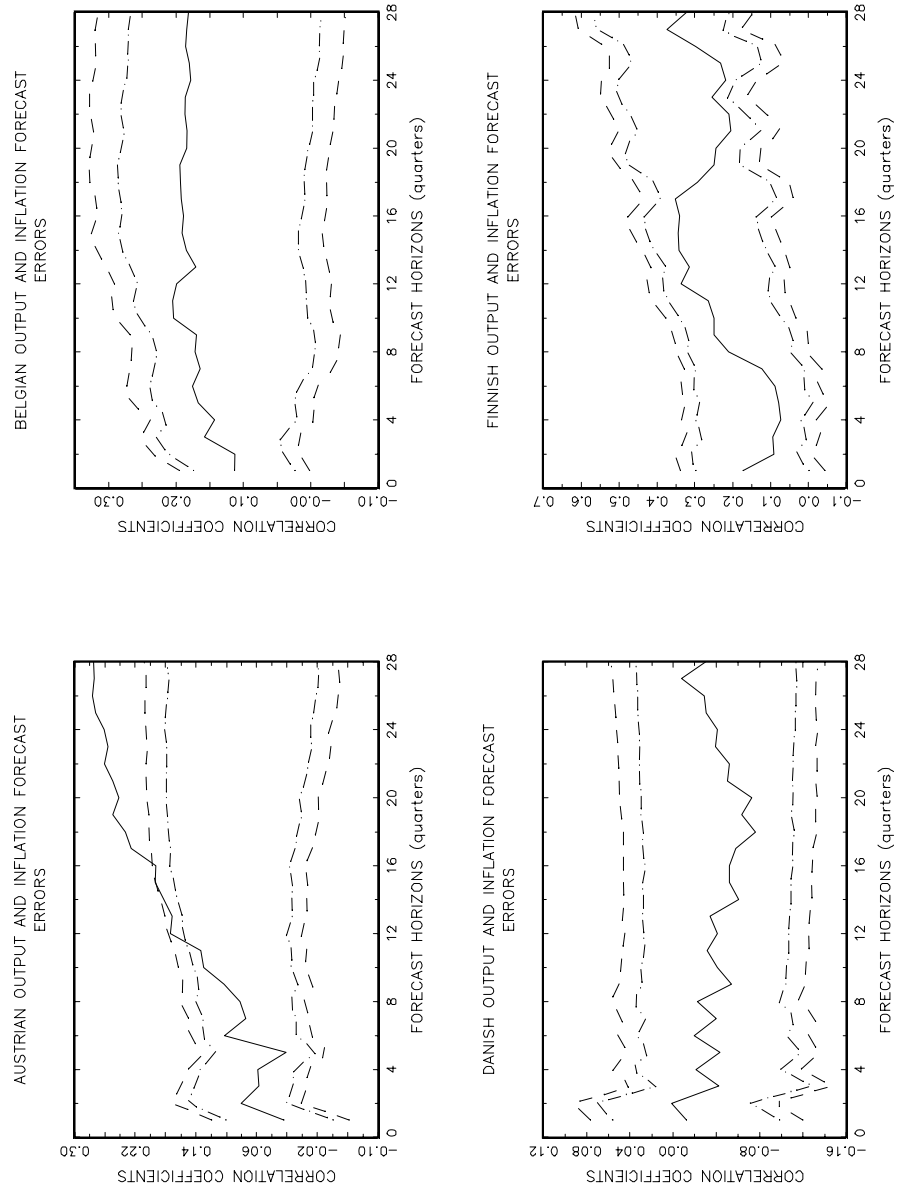 AUSTRIAN OUTPUT AND INFLATION FORECAST
ERRORS
CORRELATION COEFFICIENTS
0.30
0.22
0.14
0.06
−0.02
−0.10
0 4 8 12 16 20 24 28
FORECAST HORIZONS (quarters)
BELGIAN OUTPUT AND INFLATION FORECAST
ERRORS
CORRELATION COEFFICIENTS
0.30
0.20
0.10
−0.00
−0.10
0 4 8 12 16 20 24 28
FORECAST HORIZONS (quarters)
DANISH OUTPUT AND INFLATION FORECAST
ERRORS
CORRELATION COEFFICIENTS
0.12
0.08
0.04
0.00
−0.08
−0.16
0 4 8 12 16 20 24 28
FORECAST HORIZONS (quarters)
FINNISH OUTPUT AND INFLATION FORECAST
ERRORS
CORRELATION COEFFICIENTS
0.7
0.6
0.5
0.4
0.3
0.2
0.1
0.0
−0.1
0 4 8 12 16 20 24 28
FORECAST HORIZONS (quarters)